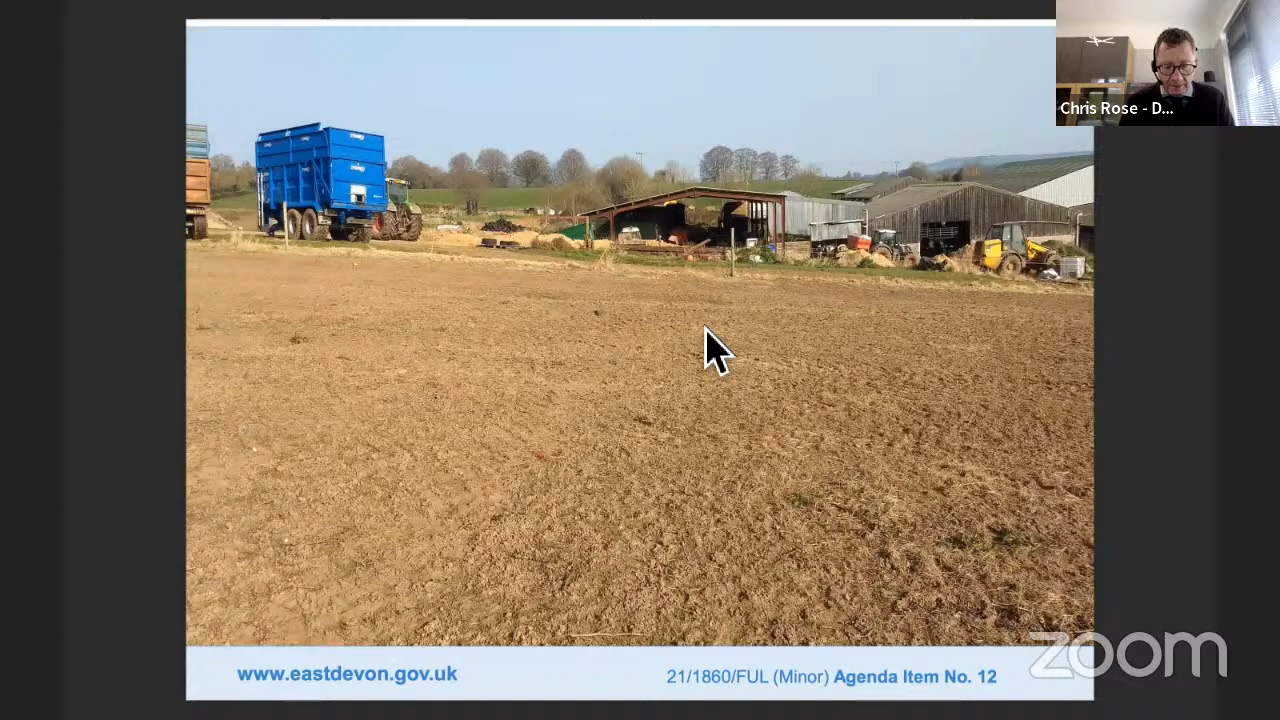 Chris Rose - D...
www.eastdevon.gov.uk
21/1860/FUL (Minor) Agenda Item No. 12
zoom